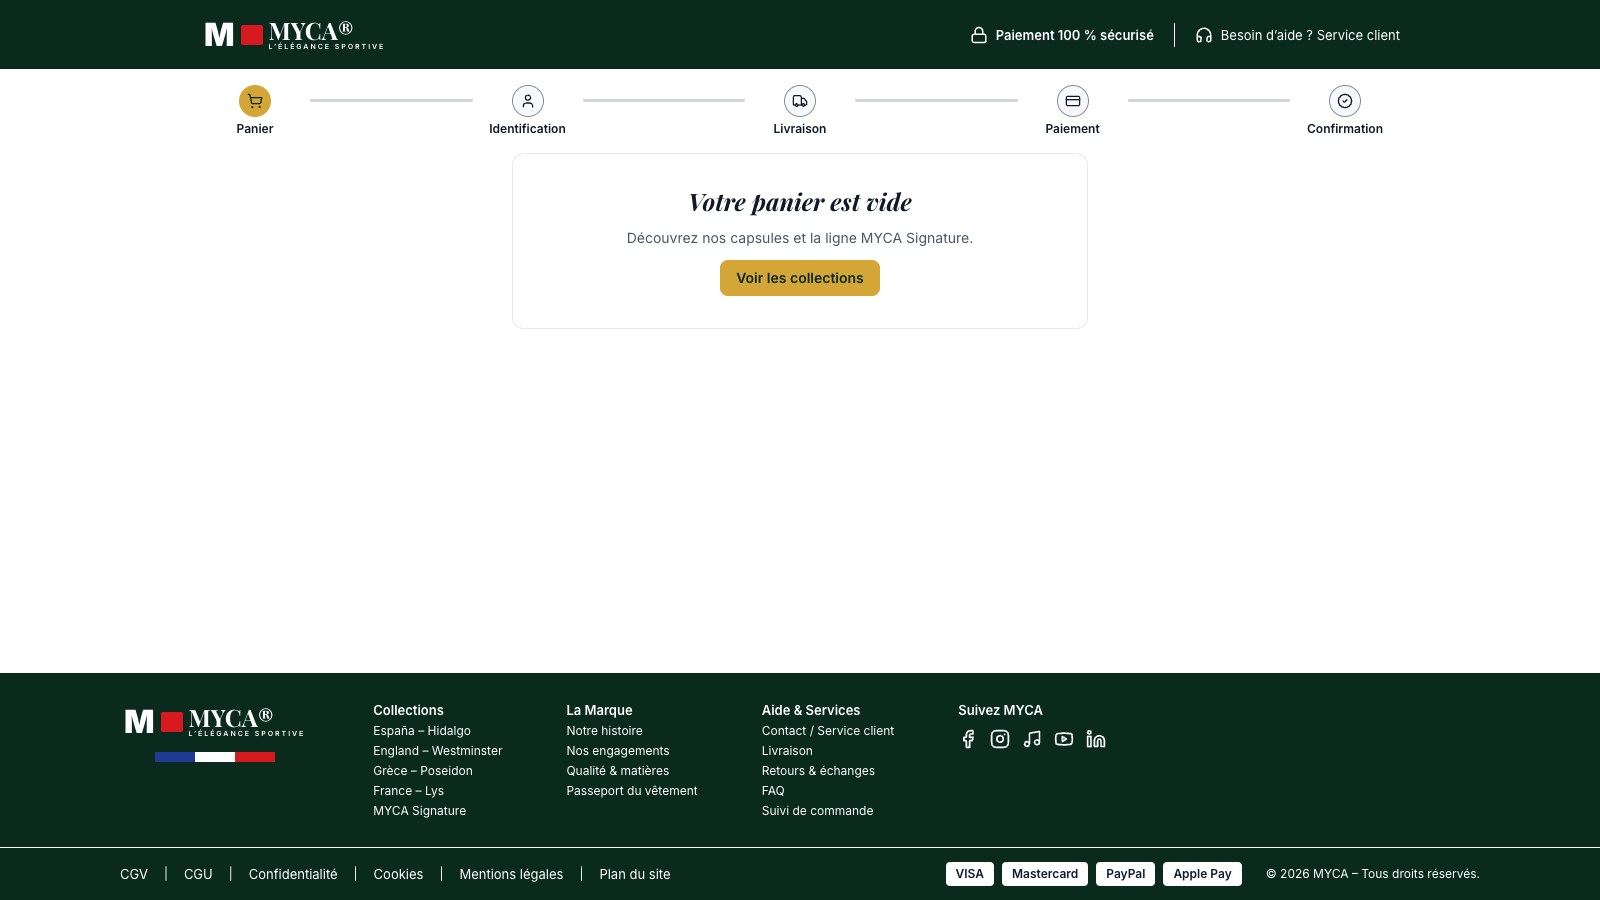 M MYCA®
L'ÉLÉGANCE SPORTIVE
Paiement 100 % sécurisé
Besoin d'aide ? Service client
Panier
Identification
Livraison
Paiement
Confirmation
Votre panier est vide
Découvrez nos capsules et la ligne MYCA Signature.
Voir les collections
M MYCA®
L'ÉLÉGANCE SPORTIVE
Collections
España – Hidalgo
England – Westminster
Grèce – Poseidon
France – Lys
MYCA Signature
La Marque
Notre histoire
Nos engagements
Qualité & matières
Passeport du vêtement
Aide & Services
Contact / Service client
Livraison
Retours & échanges
FAQ
Suivi de commande
Suivez MYCA
CGV | CGU | Confidentialité | Cookies | Mentions légales | Plan du site
VISA Mastercard PayPal Apple Pay
© 2026 MYCA – Tous droits réservés.